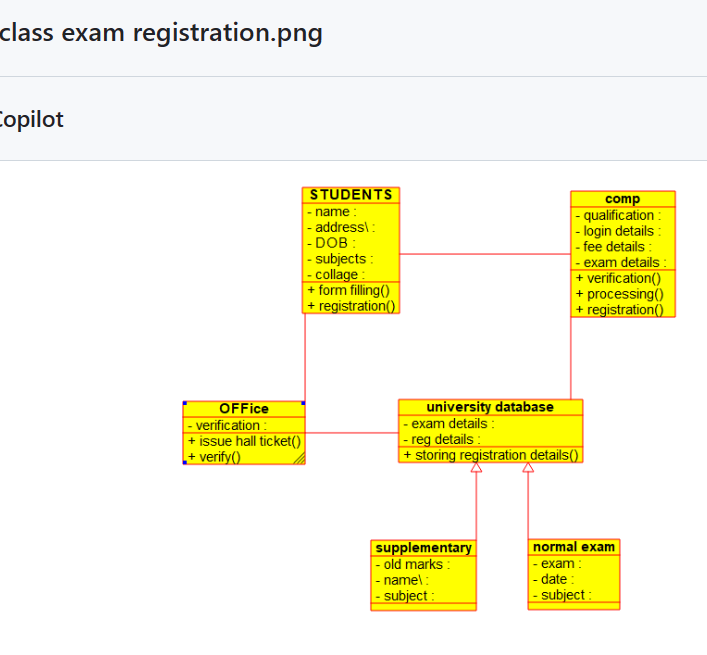 class exam registration.png
Copilot
STUDENTS
- name :
- address\ :
- DOB :
- subjects :
- collage :
+ form filling()
+ registration()
comp
- qualification :
- login details :
- fee details :
- exam details :
+ verification()
+ processing()
+ registration()
OFFice
- verification :
+ issue hall ticket()
+ verify()
university database
- exam details :
- reg details :
+ storing registration details()
supplementary
- old marks :
- name\ :
- subject :
normal exam
- exam :
- date :
- subject :